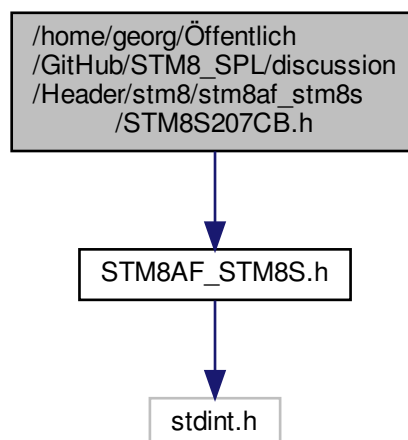 /home/georg/Öffentlich
/GitHub/STM8_SPL/discussion
/Header/stm8/stm8af_stm8s
/STM8S207CB.h
STM8AF_STM8S.h
stdint.h